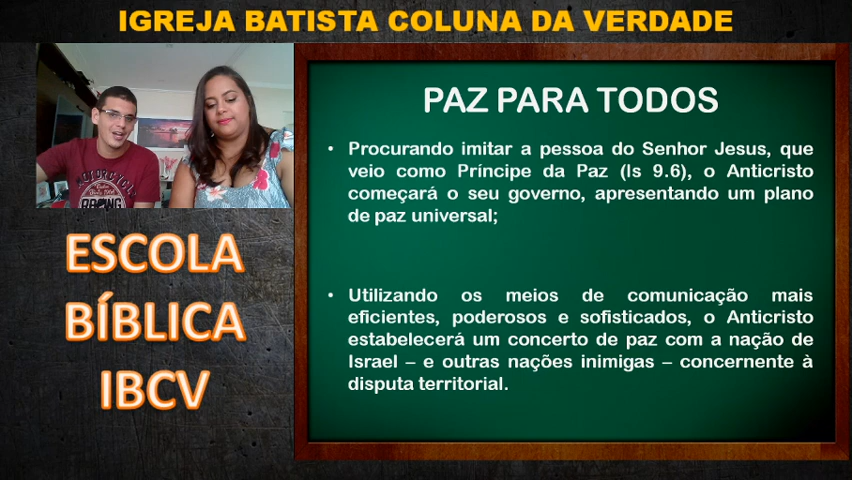 IGREJA BATISTA COLUNA DA VERDADE
PAZ PARA TODOS
• Procurando imitar a pessoa do Senhor Jesus, que
veio como Príncipe da Paz (Is 9.6), o Anticristo
começará o seu governo, apresentando um plano
de paz universal;
• Utilizando os meios de comunicação mais
eficientes, poderosos e sofisticados, o Anticristo
estabelecerá um concerto de paz com a nação de
Israel – e outras nações inimigas – concernente à
disputa territorial.
MOTORCYCLE
RACING
ESCOLA
BÍBLICA
IBCV